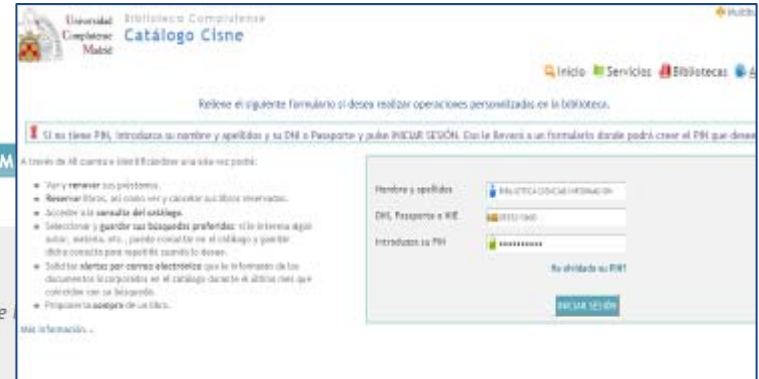 Universidad
Complutense
Madrid
Biblioteca Complutense
Catálogo Cisne
Inicio Servicios Bibliotecas
Rellene el siguiente formulario si desea realizar operaciones personalizadas en la biblioteca.
Si no tiene PIN, introduzca su nombre y apellidos y su DNI o Pasaporte y pulse INICIAR SESIÓN. Eso le llevará a un formulario donde podrá crear el PIN que desee
M
A través de Mi cuenta e identificándose una sola vez podrá:
Ver y renovar sus préstamos.
Reservar libros, así como ver y cancelar sus libros reservados.
Acceder a la consulta del catálogo.
Seleccionar y guardar sus búsquedas preferidas: si le interesa algún
autor, materia, etc., puede consultar en el catálogo y guardar
dicha consulta para repetirla cuando lo desee.
Solicitar alertas por correo electrónico que le informarán de los
documentos incorporados en el catálogo durante el último mes que
coincidan con su búsqueda.
Proponer la compra de un libro.
Más información...
Nombre y apellidos
BIBLIOTECA CIENCIAS INFORMACION
DNI, Pasaporte o NIE
Introduzca su PIN
Ha olvidado su PIN?
INICIAR SESIÓN